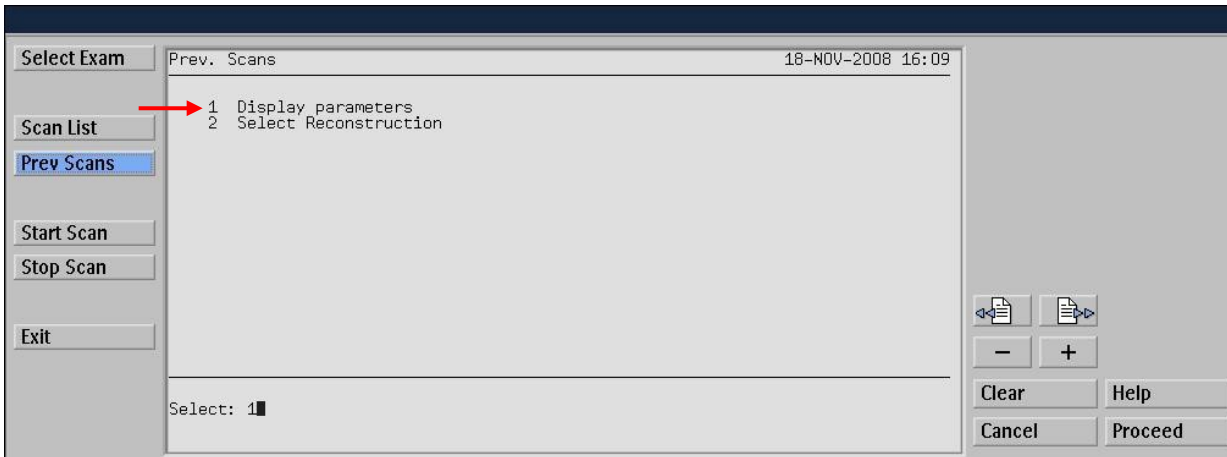 Select Exam
Scan List
Prev Scans
Start Scan
Stop Scan
Exit
Prev. Scans 18-NOV-2008 16:09
1 Display parameters
2 Select Reconstruction
Select: 1
- +
Clear Help
Cancel Proceed